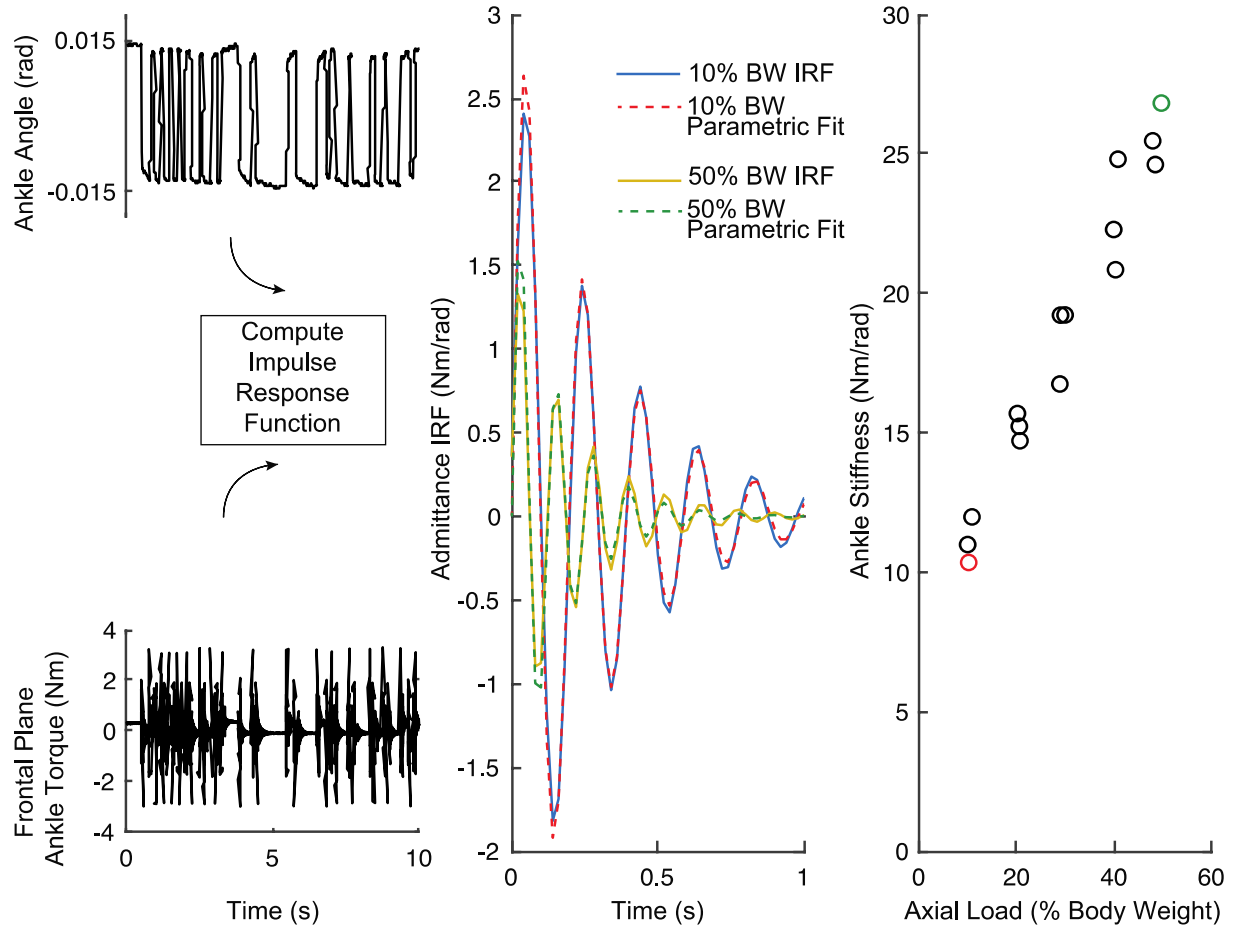 Ankle Angle (rad)
0.015
-0.015
Compute
Impulse
Response
Function
Frontal Plane
Ankle Torque (Nm)
4
2
0
-2
-4
0
5
10
Time (s)
Admittance IRF (Nm/rad)
3
2.5
2
1.5
1
0.5
0
-0.5
-1
-1.5
-2
0
0.5
1
Time (s)
10% BW IRF
10% BW
Parametric Fit
50% BW IRF
50% BW
Parametric Fit
Ankle Stiffness (Nm/rad)
30
25
20
15
10
5
0
0
20
40
60
Axial Load (% Body Weight)